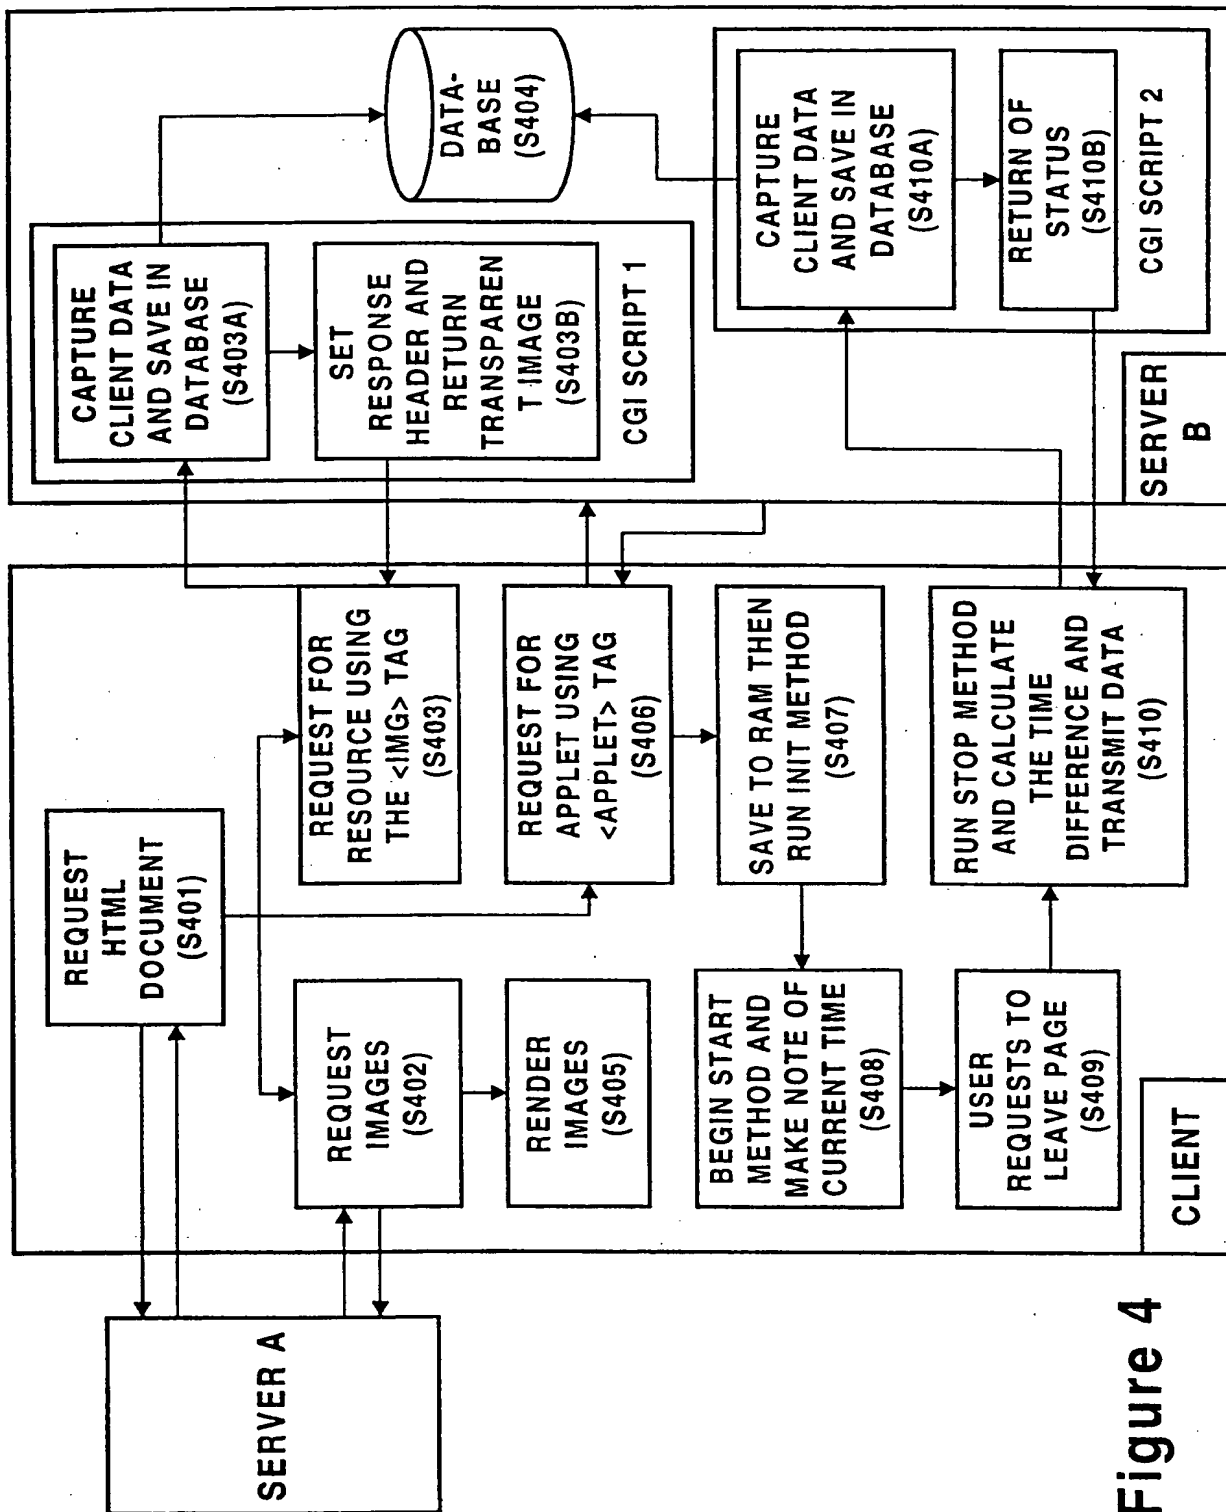 SERVER A
REQUEST
HTML
DOCUMENT
(S401)
REQUEST
IMAGES
(S402)
RENDER
IMAGES
(S405)
REQUEST FOR
RESOURCE USING
THE <IMG> TAG
(S403)
REQUEST FOR
APPLET USING
<APPLET> TAG
(S406)
SAVE TO RAM THEN
RUN INIT METHOD
(S407)
BEGIN START
METHOD AND
MAKE NOTE OF
CURRENT TIME
(S408)
USER
REQUESTS TO
LEAVE PAGE
(S409)
RUN STOP METHOD
AND CALCULATE
THE TIME
DIFFERENCE AND
TRANSMIT DATA
(S410)
CLIENT
CAPTURE
CLIENT DATA
AND SAVE IN
DATABASE
(S403A)
SET
RESPONSE
HEADER AND
RETURN
TRANSPAREN
T IMAGE
(S403B)
CGI SCRIPT 1
DATA-
BASE
(S404)
CAPTURE
CLIENT DATA
AND SAVE IN
DATABASE
(S410A)
RETURN OF
STATUS
(S410B)
CGI SCRIPT 2
SERVER
B
Figure 4